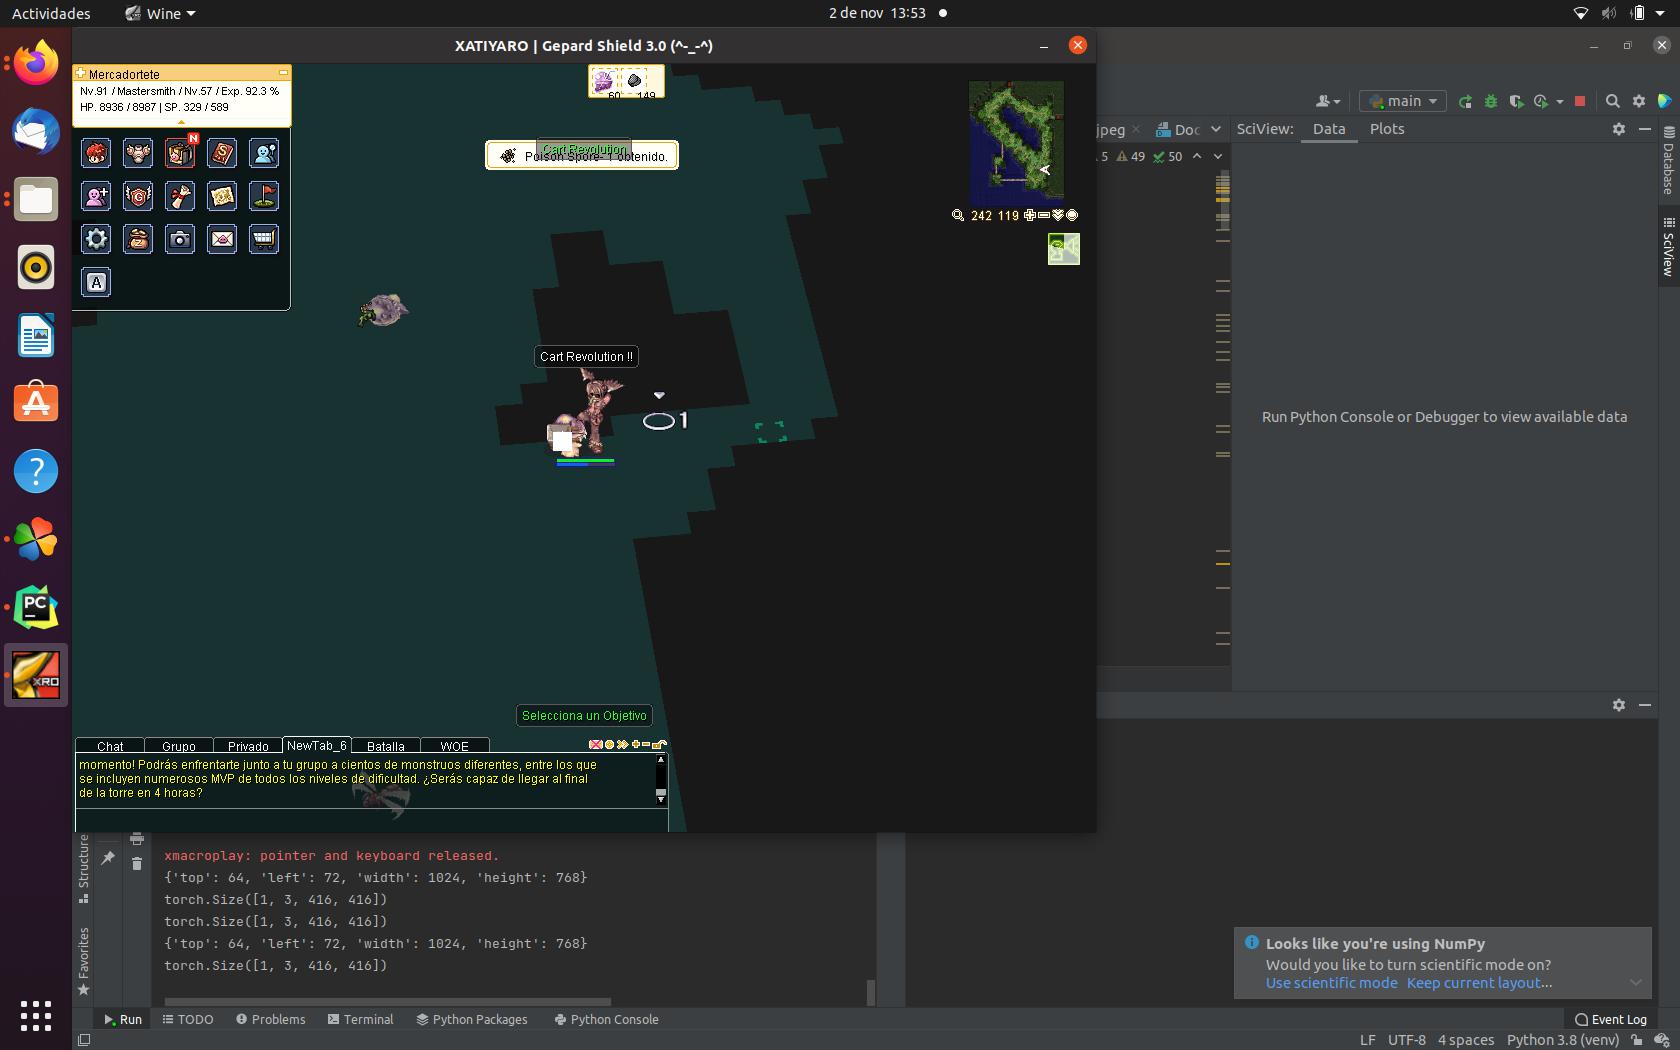 Actividades
Wine
2 de nov 13:53
XATIYARO | Gepard Shield 3.0 (^-_-^)
Mercadortete
Nv.91 / Mastersmith / Nv.57 / Exp. 92.3 %
HP. 8936 / 8987 | SP. 329 / 589
N
A
60
149
Cart Revolution
Poison Spore- 1 obtenido.
242 119
Cart Revolution !!
1
Selecciona un Objetivo
Chat
Grupo
Privado
NewTab_6
Batalla
WOE
momento! Podrás enfrentarte junto a tu grupo a cientos de monstruos diferentes, entre los que
se incluyen numerosos MVP de todos los niveles de dificultad. ¿Serás capaz de llegar al final
de la torre en 4 horas?
main
jpeg
Doc
SciView:
Data
Plots
5
49
50
Database
SciView
Run Python Console or Debugger to view available data
PC
XRO
Structure
Favorites
xmacroplay: pointer and keyboard released.
{'top': 64, 'left': 72, 'width': 1024, 'height': 768}
torch.Size([1, 3, 416, 416])
torch.Size([1, 3, 416, 416])
{'top': 64, 'left': 72, 'width': 1024, 'height': 768}
torch.Size([1, 3, 416, 416])
Looks like you're using NumPy
Would you like to turn scientific mode on?
Use scientific mode Keep current layout...
Run
TODO
Problems
Terminal
Python Packages
Python Console
Event Log
LF
UTF-8
4 spaces
Python 3.8 (venv)